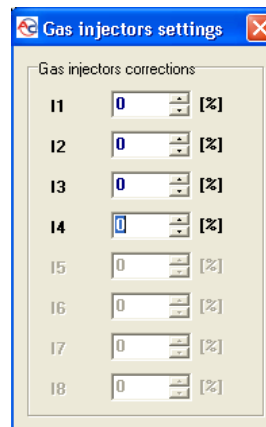 Gas injectors settings
Gas injectors corrections
I1 0 [%]
I2 0 [%]
I3 0 [%]
I4 0 [%]
I5 0 [%]
I6 0 [%]
I7 0 [%]
I8 0 [%]